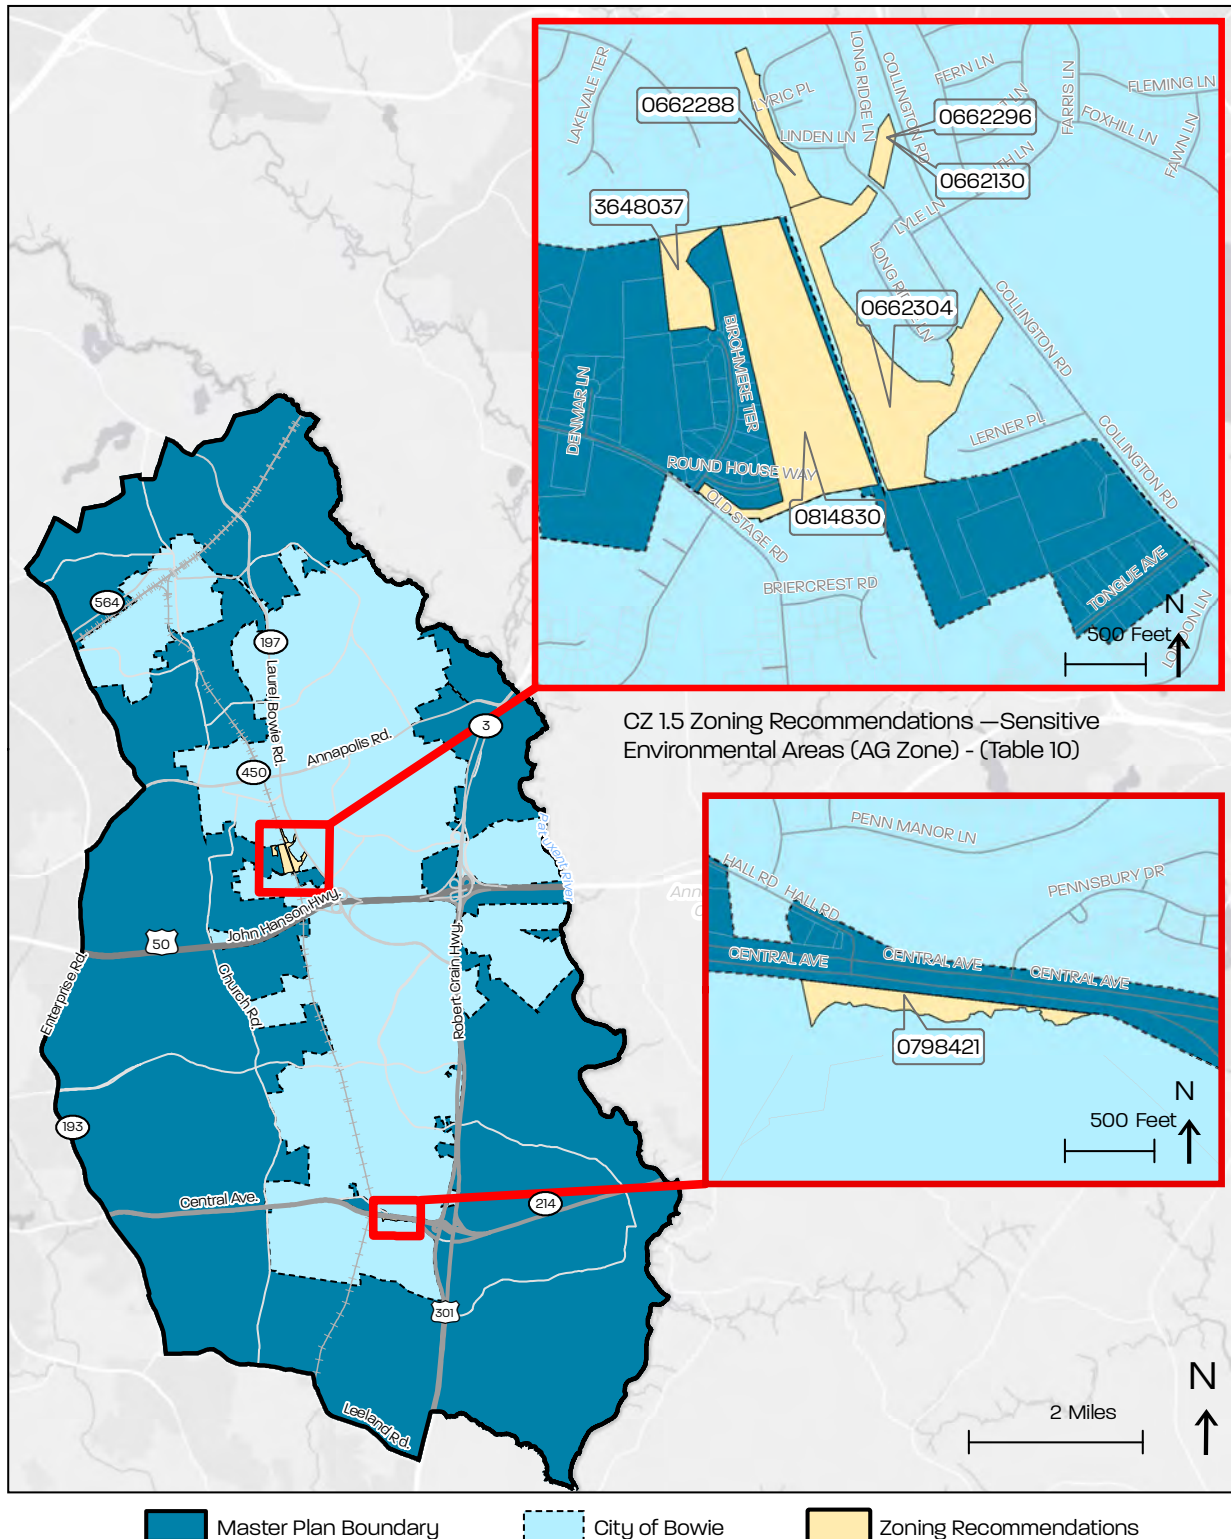 LAKEVALE TER
LYRIC PL
LONG RIDGE LN
COLLINGTON RD
FERN LN
FARRIS LN
FLEMING LN
FOXHILL LN
FAWN LN
0662288
LINDEN LN
0662296
0662130
3648037
LYLE LN
LONG RIDGE LN
0662304
COLLINGTON RD
BIRCHMERE TER
DENMAR LN
LERNER PL
COLLINGTON RD
ROUND HOUSE WAY
OLD STAGE RD
0814830
BRIERCREST RD
TONGUE AVE
N
500 Feet
CZ 1.5 Zoning Recommendations —Sensitive
Environmental Areas (AG Zone) - (Table 10)
564
197
Laurel Bowie Rd.
3
Annapolis Rd.
450
Patuxent River
John Hanson Hwy.
50
Enterprise Rd.
Church Rd.
Robert Crain Hwy.
193
Central Ave.
214
301
Leeland Rd.
PENN MANOR LN
HALL RD
HALL RD
PENNSBURY DR
CENTRAL AVE
CENTRAL AVE
CENTRAL AVE
0798421
N
500 Feet
N
2 Miles
Master Plan Boundary
City of Bowie
Zoning Recommendations